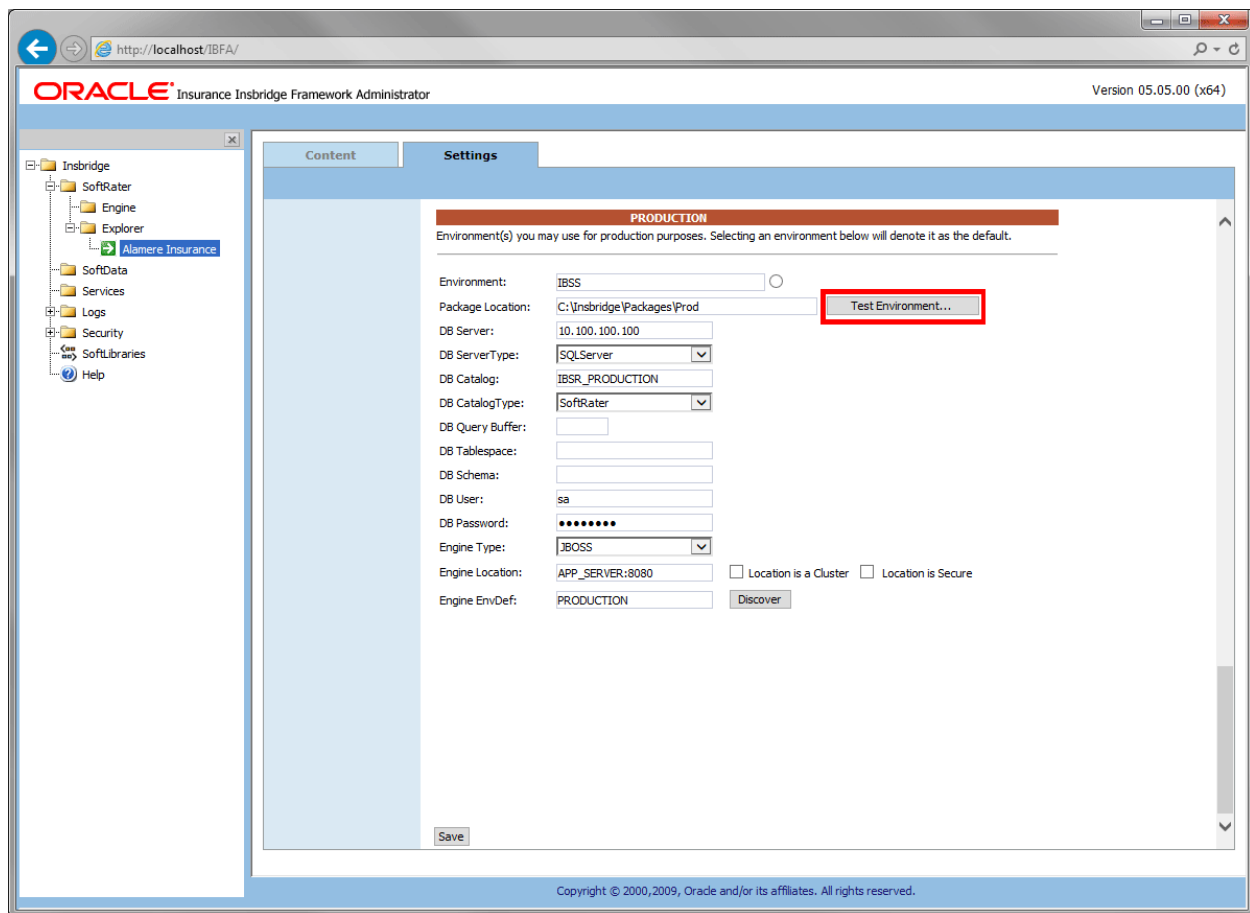 http://localhost/IBFA/
ORACLE Insurance Insbridge Framework Administrator
Version 05.05.00 (x64)
Insbridge
SoftRater
Engine
Explorer
Alamere Insurance
SoftData
Services
Logs
Security
SoftLibraries
Help
Content
Settings
PRODUCTION
Environment(s) you may use for production purposes. Selecting an environment below will denote it as the default.
Environment: IBSS
Package Location: C:\Insbridge\Packages\Prod Test Environment...
DB Server: 10.100.100.100
DB ServerType: SQLServer
DB Catalog: IBSR_PRODUCTION
DB CatalogType: SoftRater
DB Query Buffer:
DB Tablespace:
DB Schema:
DB User: sa
DB Password: ••••••••
Engine Type: JBOSS
Engine Location: APP_SERVER:8080 Location is a Cluster Location is Secure
Engine EnvDef: PRODUCTION Discover
Save
Copyright © 2000,2009, Oracle and/or its affiliates. All rights reserved.